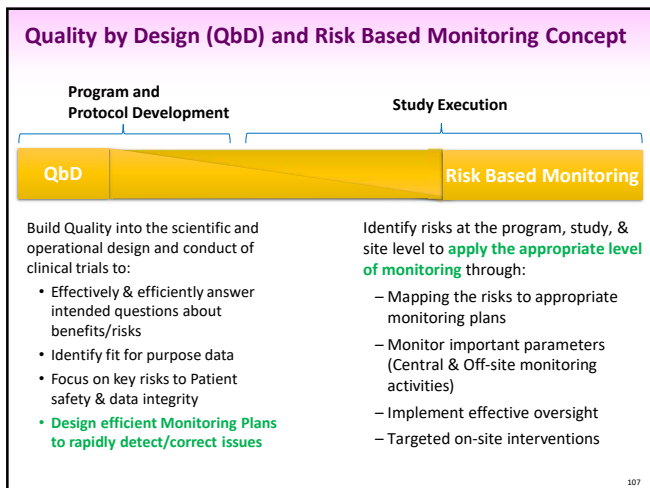 Quality by Design (QbD) and Risk Based Monitoring Concept
Program and
Protocol Development
Study Execution
QbD
Risk Based Monitoring
Build Quality into the scientific and
operational design and conduct of
clinical trials to:
• Effectively & efficiently answer
intended questions about
benefits/risks
• Identify fit for purpose data
• Focus on key risks to Patient
safety & data integrity
• Design efficient Monitoring Plans
to rapidly detect/correct issues
Identify risks at the program, study, &
site level to apply the appropriate level
of monitoring through:
– Mapping the risks to appropriate
monitoring plans
– Monitor important parameters
(Central & Off-site monitoring
activities)
– Implement effective oversight
– Targeted on-site interventions
107